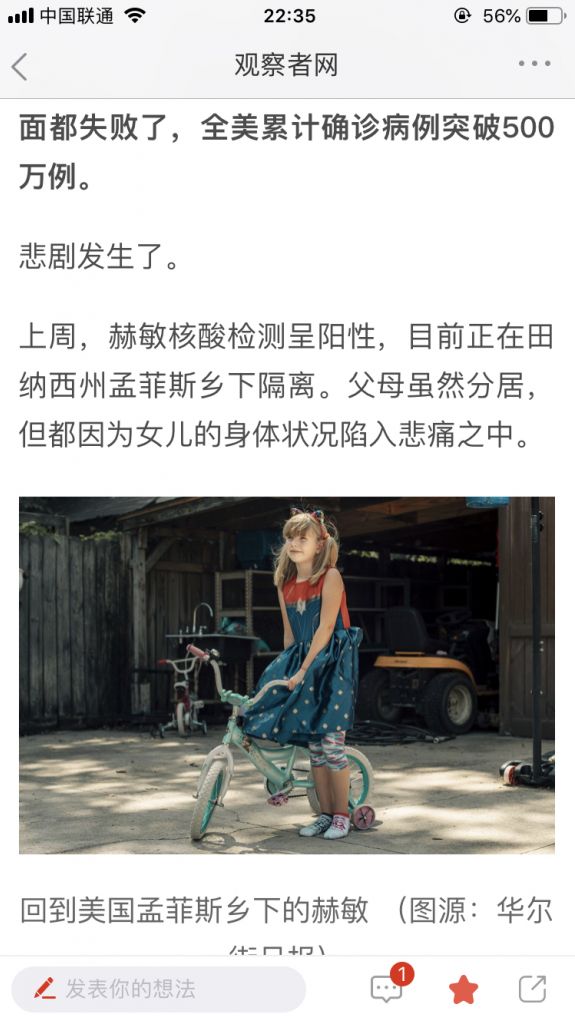 中国联通
22:35
56%
观察者网
面都失败了，全美累计确诊病例突破500
万例。
悲剧发生了。
上周，赫敏核酸检测呈阳性，目前正在田
纳西州孟菲斯乡下隔离。父母虽然分居，
但都因为女儿的身体状况陷入悲痛之中。
回到美国孟菲斯乡下的赫敏 （图源：华尔
街日报）
发表你的想法
1